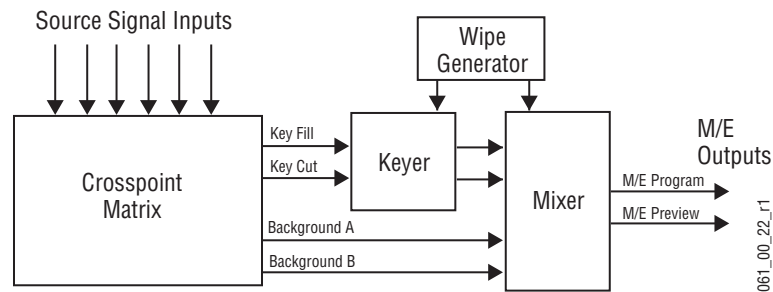 Source Signal Inputs
Wipe
Generator
Key Fill
Key Cut
Keyer
Crosspoint
Matrix
Mixer
M/E
Outputs
M/E Program
M/E Preview
Background A
Background B
061_00_22_r1